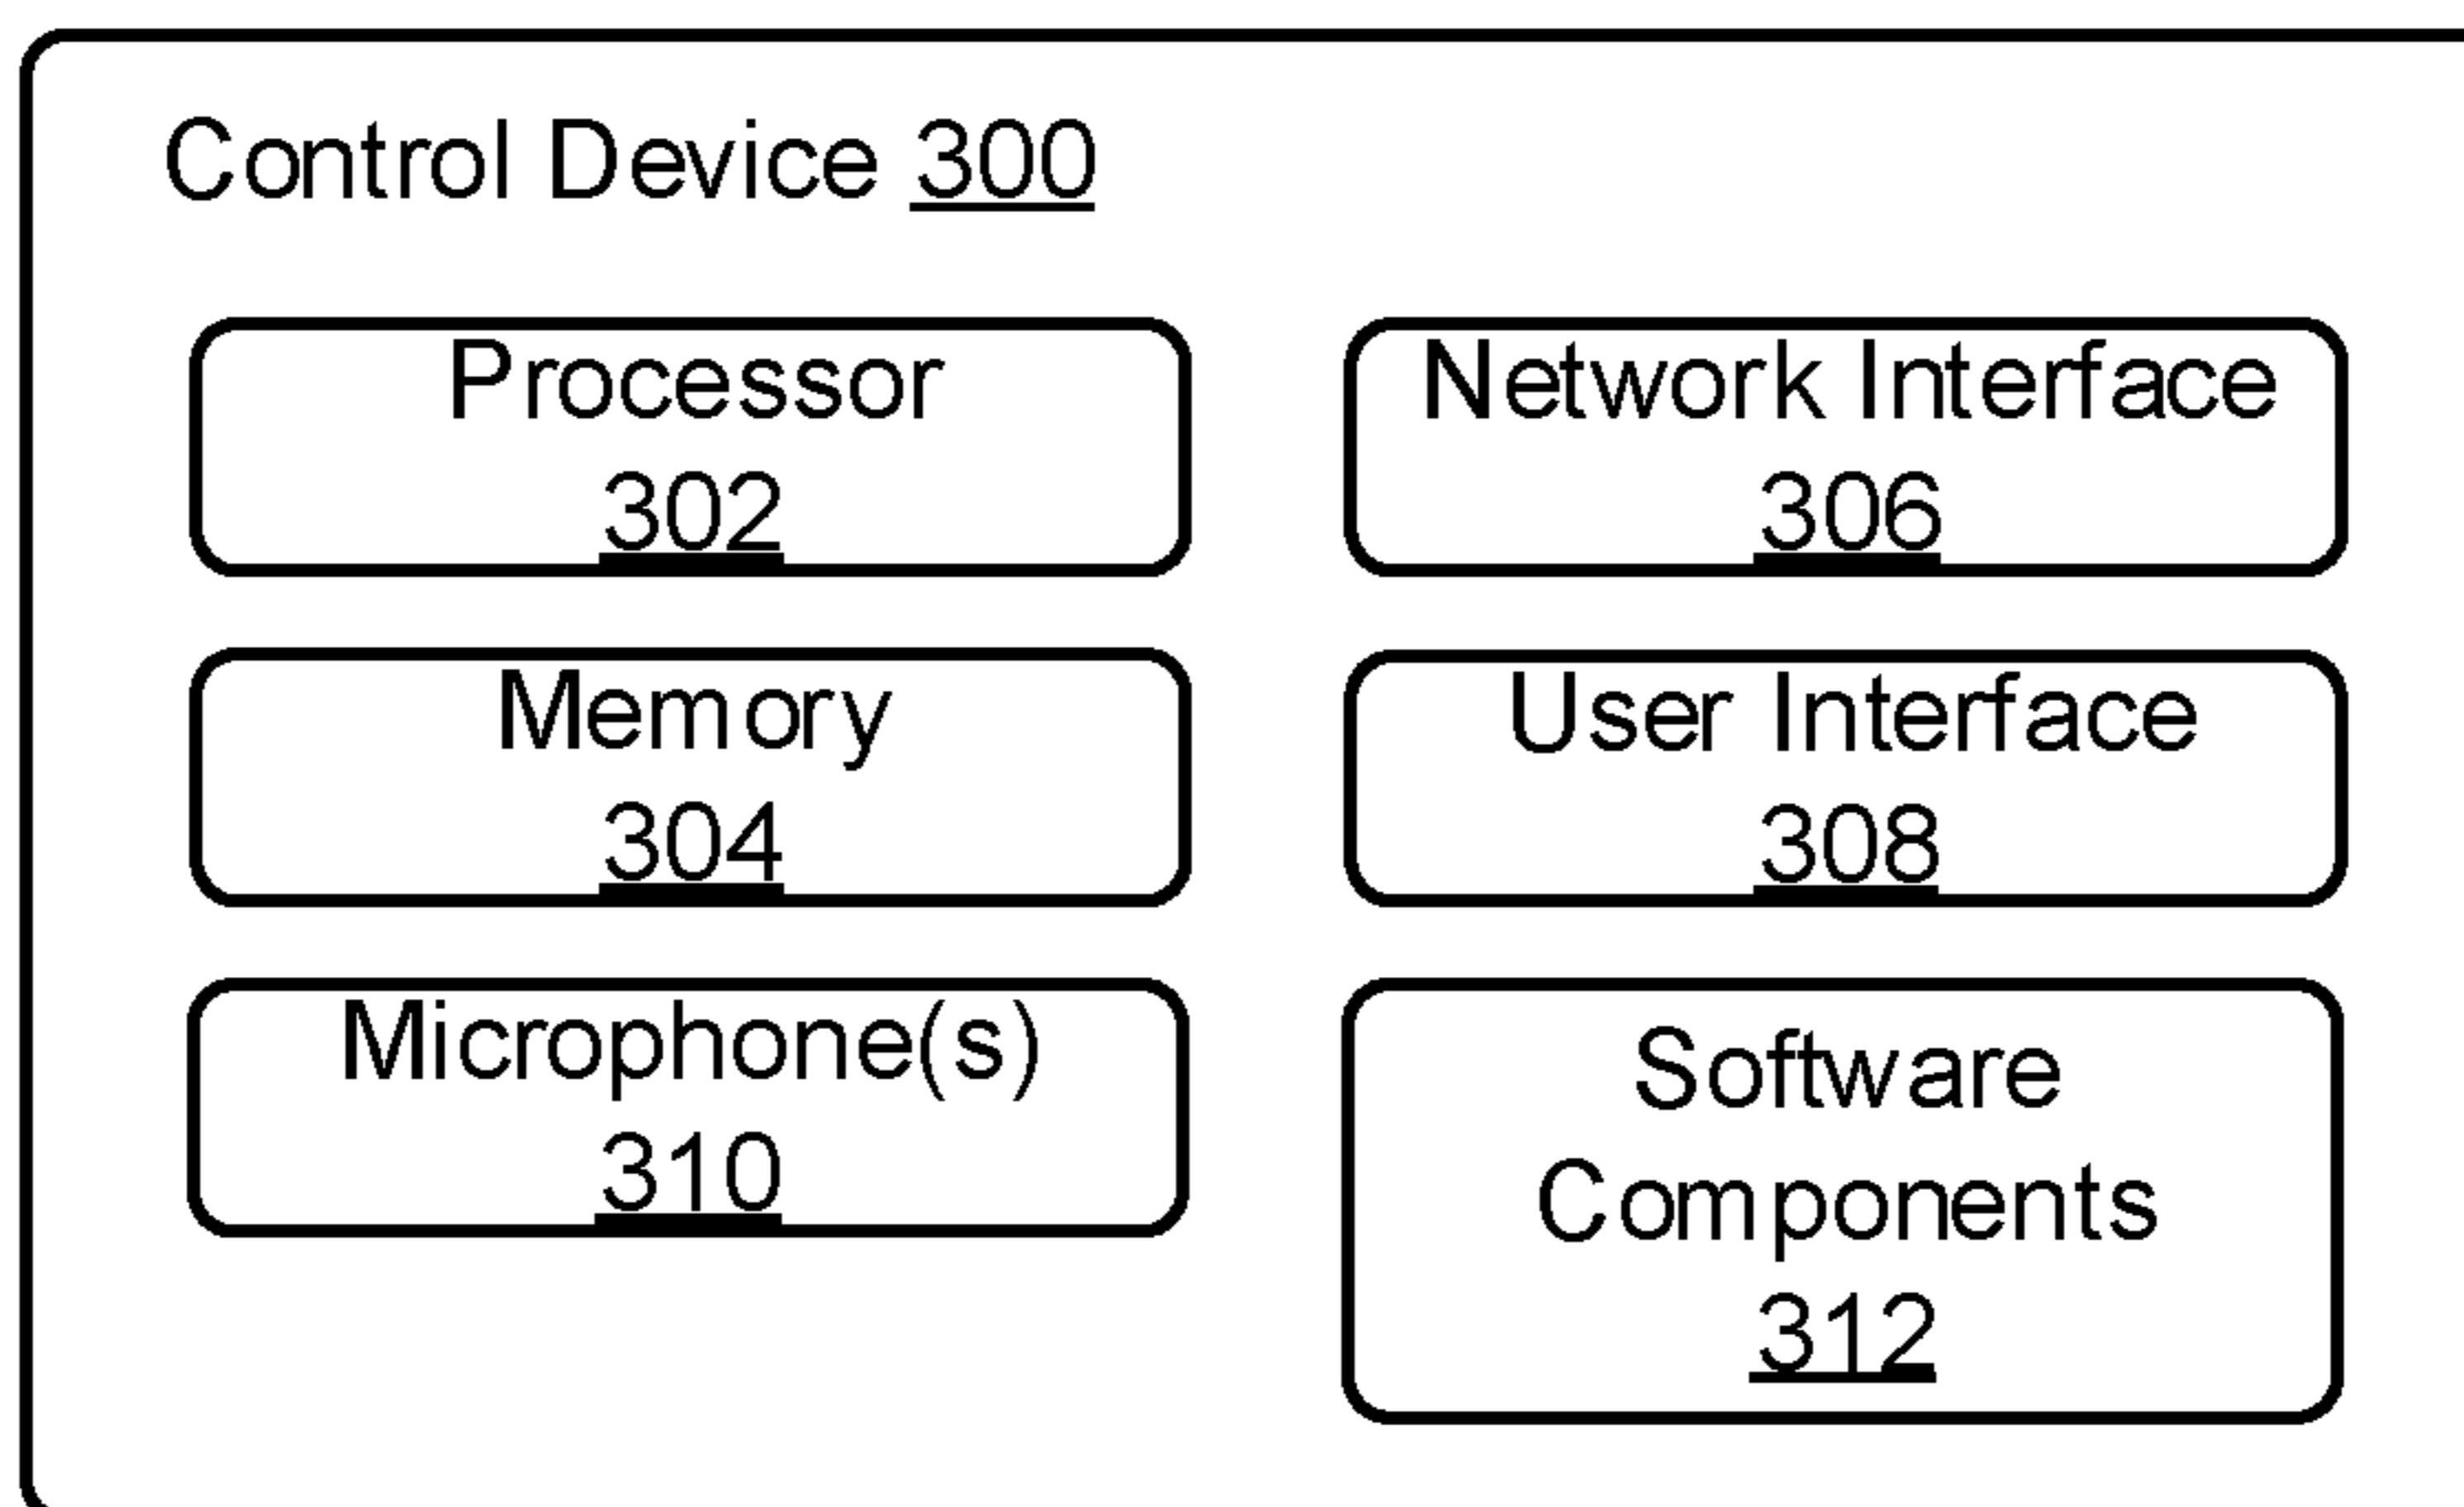 Control Device 300
Processor
302
Network Interface
306
Memory
304
User Interface
308
Microphone(s)
310
Software
Components
312